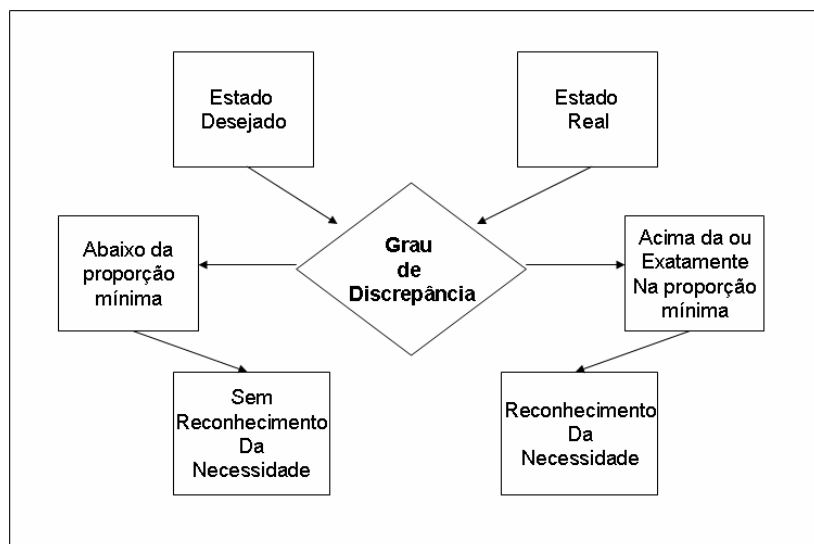 Estado
Desejado
Estado
Real
Grau
de
Discrepância
Abaixo da
proporção
mínima
Acima da ou
Exatamente
Na proporção
mínima
Sem
Reconhecimento
Da
Necessidade
Reconhecimento
Da
Necessidade